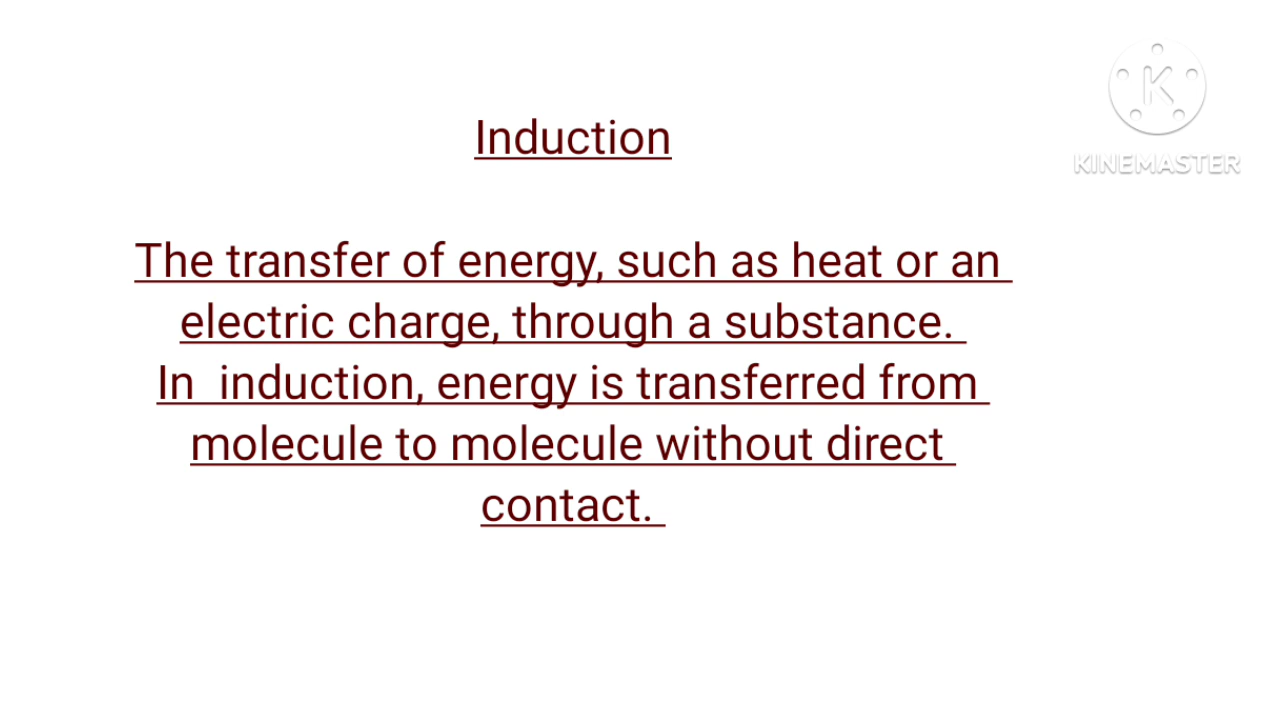 Induction
KINEMASTER
The transfer of energy, such as heat or an
electric charge, through a substance.
In  induction, energy is transferred from
molecule to molecule without direct
contact.